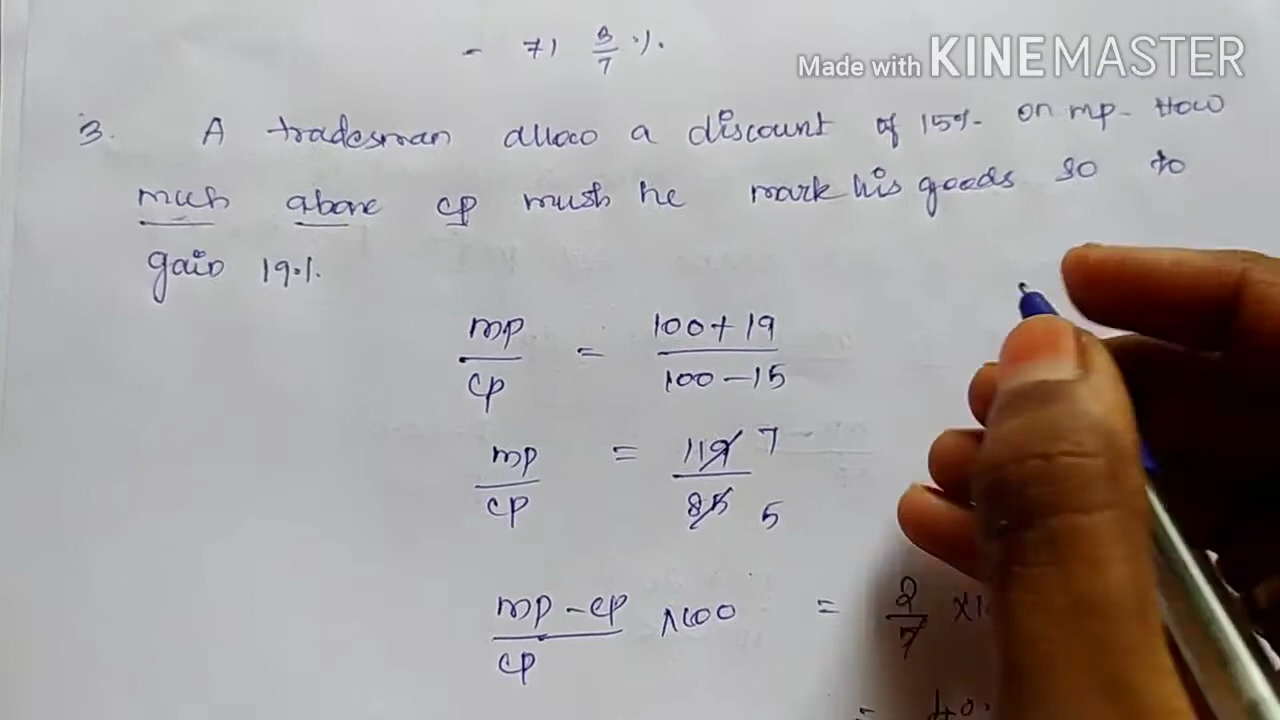 - 71 3/7 %.
Made with KINEMASTER
3. A tradesman allow a discount of 15% on mp. How
much above cp must he mark his goods so to
gain 19%.
mp/cp = 100+19/100-15
mp/cp = 119/85 7/5
mp-cp/cp ×100 = 2/7 ×1
= 40.